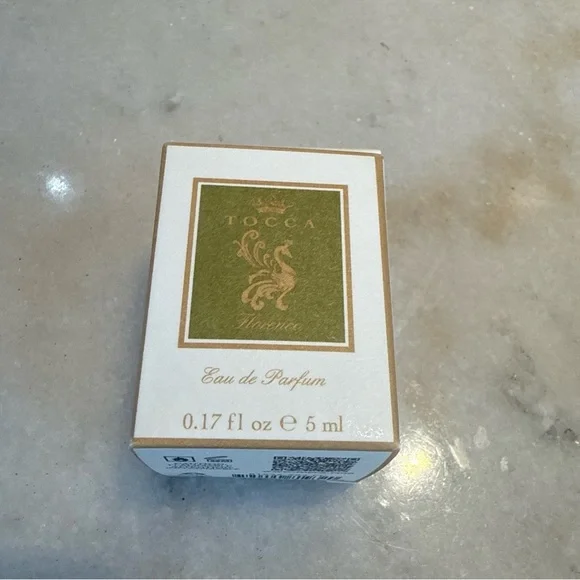 TOCCA
Florence
Eau de Parfum
0.17 fl oz ℮ 5 ml